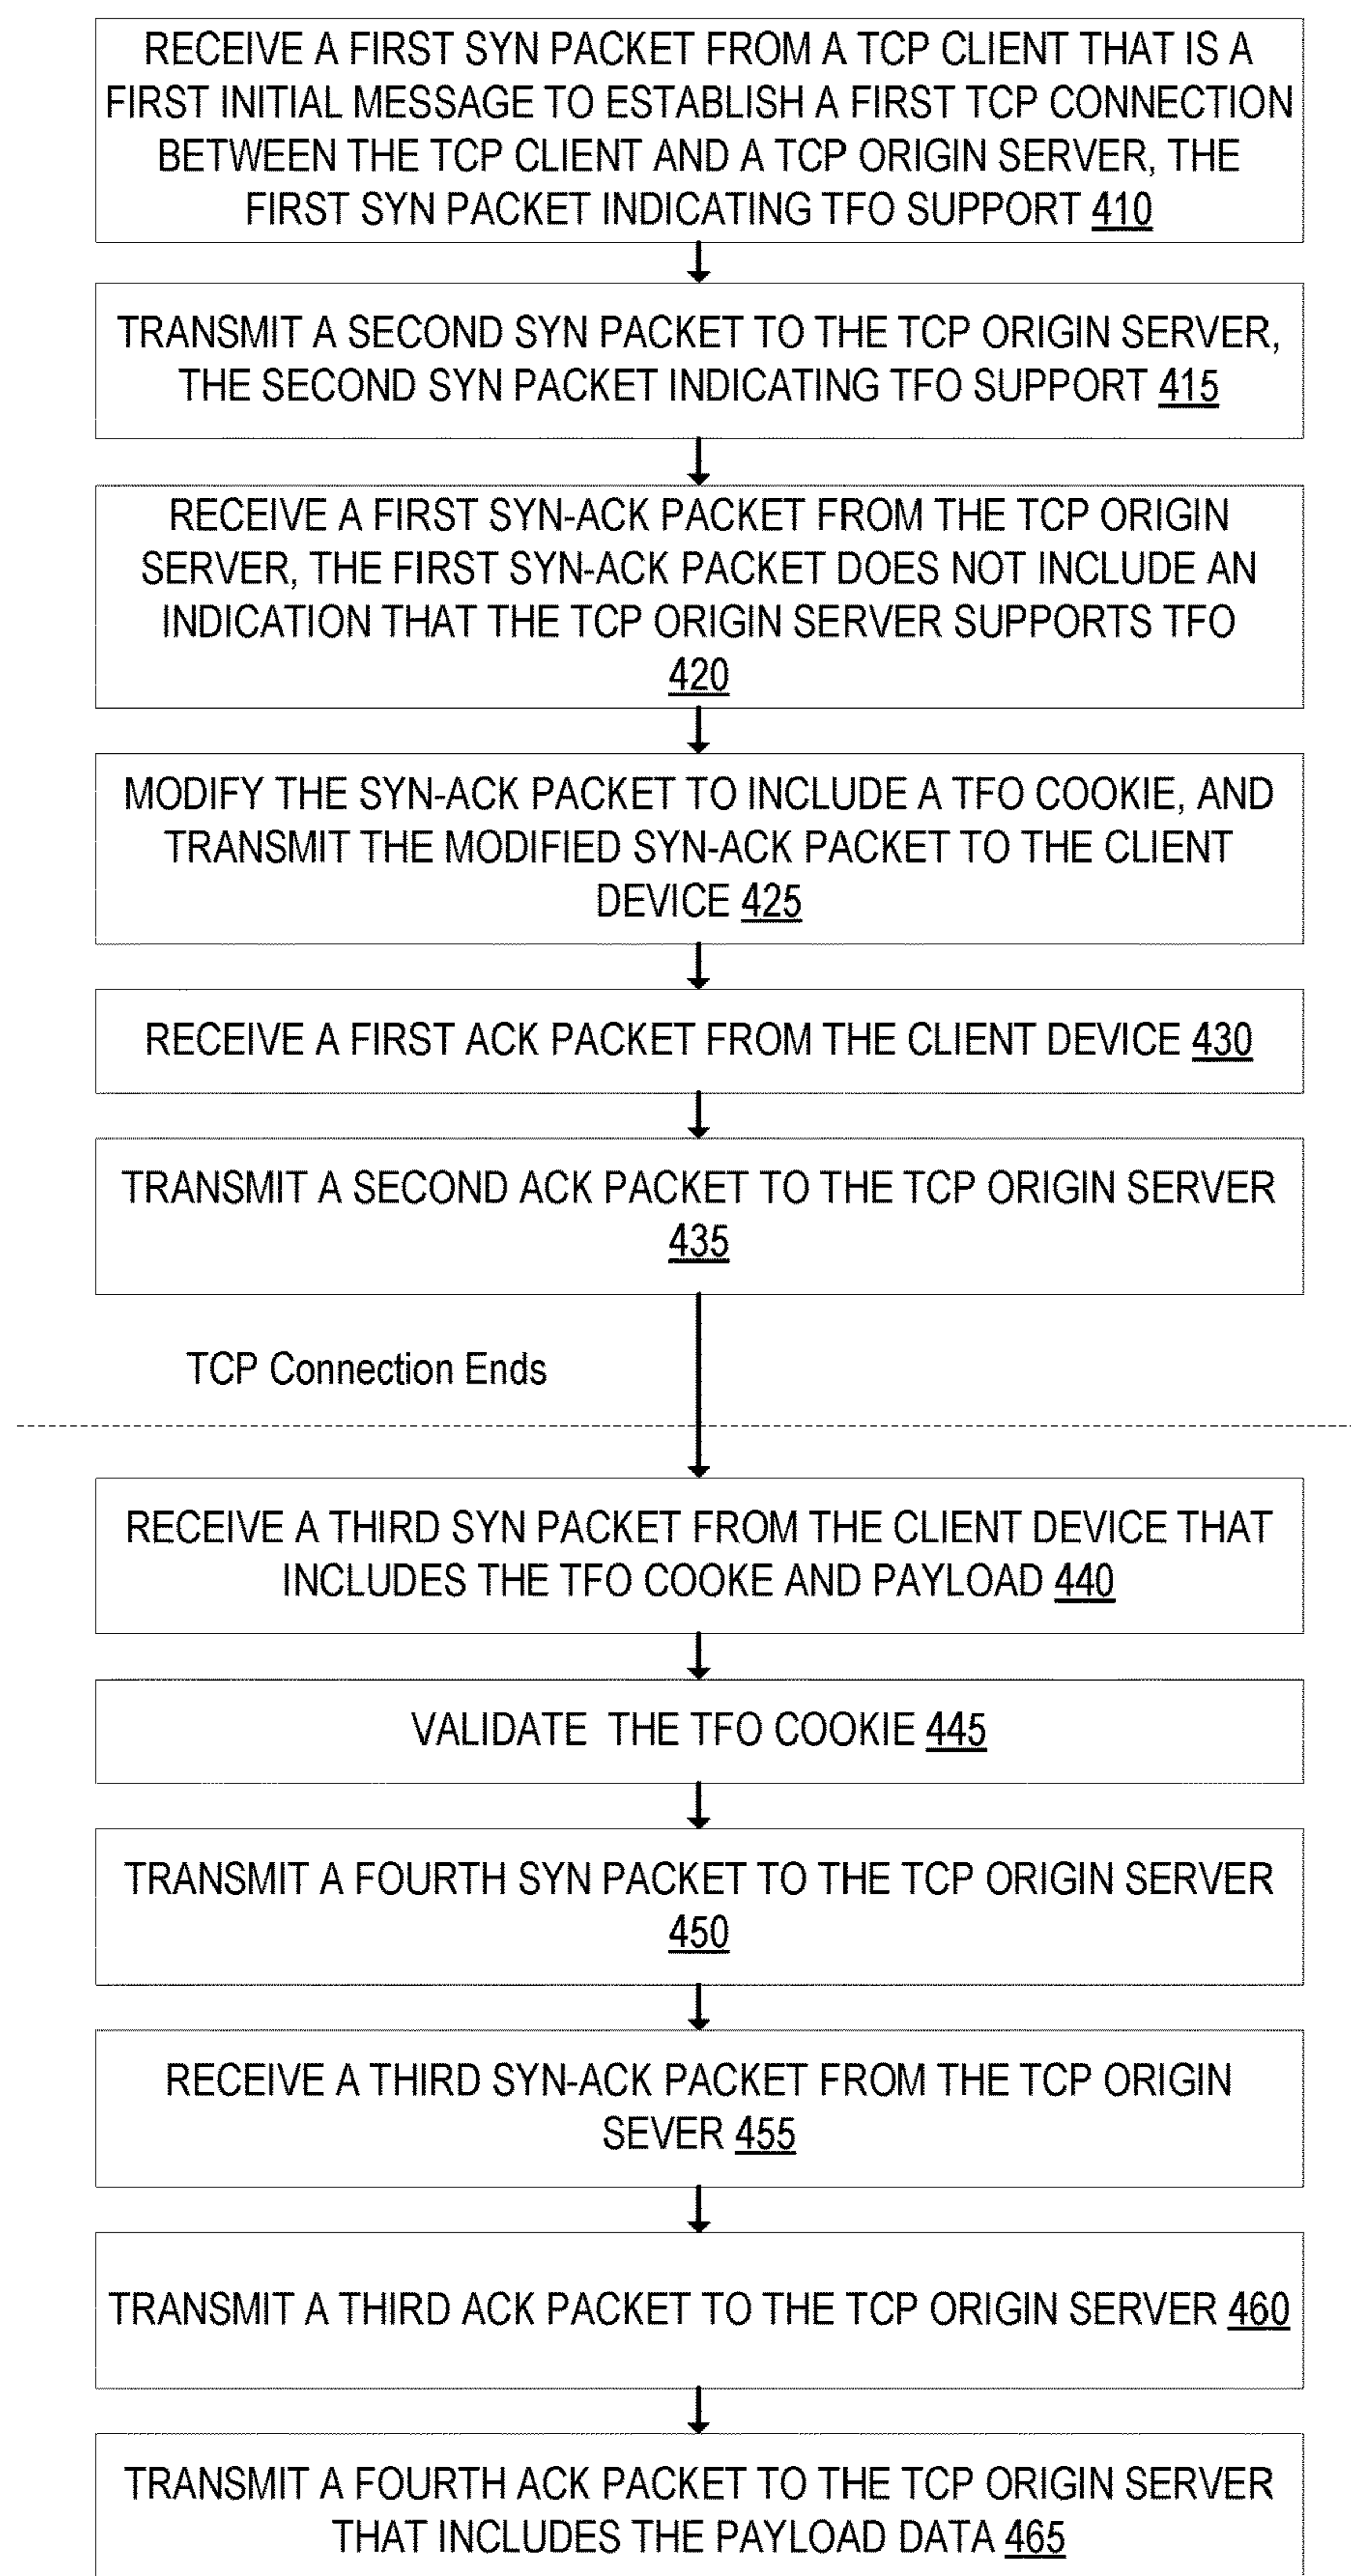 RECEIVE A FIRST SYN PACKET FROM A TCP CLIENT THAT IS A
FIRST INITIAL MESSAGE TO ESTABLISH A FIRST TCP CONNECTION
BETWEEN THE TCP CLIENT AND A TCP ORIGIN SERVER, THE
FIRST SYN PACKET INDICATING TFO SUPPORT 410
TRANSMIT A SECOND SYN PACKET TO THE TCP ORIGIN SERVER,
THE SECOND SYN PACKET INDICATING TFO SUPPORT 415
RECEIVE A FIRST SYN-ACK PACKET FROM THE TCP ORIGIN
SERVER, THE FIRST SYN-ACK PACKET DOES NOT INCLUDE AN
INDICATION THAT THE TCP ORIGIN SERVER SUPPORTS TFO
420
MODIFY THE SYN-ACK PACKET TO INCLUDE A TFO COOKIE, AND
TRANSMIT THE MODIFIED SYN-ACK PACKET TO THE CLIENT
DEVICE 425
RECEIVE A FIRST ACK PACKET FROM THE CLIENT DEVICE 430
TRANSMIT A SECOND ACK PACKET TO THE TCP ORIGIN SERVER
435
TCP Connection Ends
RECEIVE A THIRD SYN PACKET FROM THE CLIENT DEVICE THAT
INCLUDES THE TFO COOKE AND PAYLOAD 440
VALIDATE THE TFO COOKIE 445
TRANSMIT A FOURTH SYN PACKET TO THE TCP ORIGIN SERVER
450
RECEIVE A THIRD SYN-ACK PACKET FROM THE TCP ORIGIN
SEVER 455
TRANSMIT A THIRD ACK PACKET TO THE TCP ORIGIN SERVER 460
TRANSMIT A FOURTH ACK PACKET TO THE TCP ORIGIN SERVER
THAT INCLUDES THE PAYLOAD DATA 465